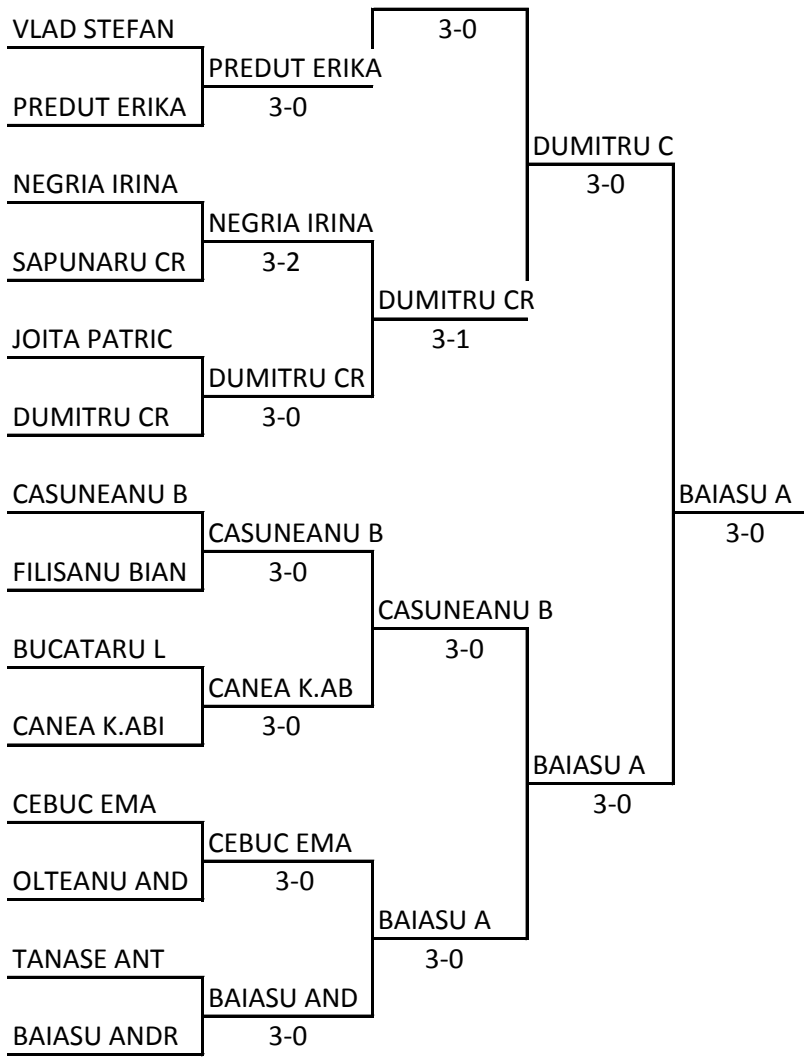 VLAD STEFAN
3-0
PREDUT ERIKA
PREDUT ERIKA
3-0
DUMITRU C
3-0
NEGRIA IRINA
NEGRIA IRINA
SAPUNARU CR
3-2
DUMITRU CR
3-1
JOITA PATRIC
DUMITRU CR
DUMITRU CR
3-0
CASUNEANU B
BAIASU A
3-0
CASUNEANU B
FILISANU BIAN
3-0
CASUNEANU B
3-0
BUCATARU L
CANEA K.AB
CANEA K.ABI
3-0
BAIASU A
3-0
CEBUC EMA
CEBUC EMA
OLTEANU AND
3-0
BAIASU A
3-0
TANASE ANT
BAIASU AND
BAIASU ANDR
3-0